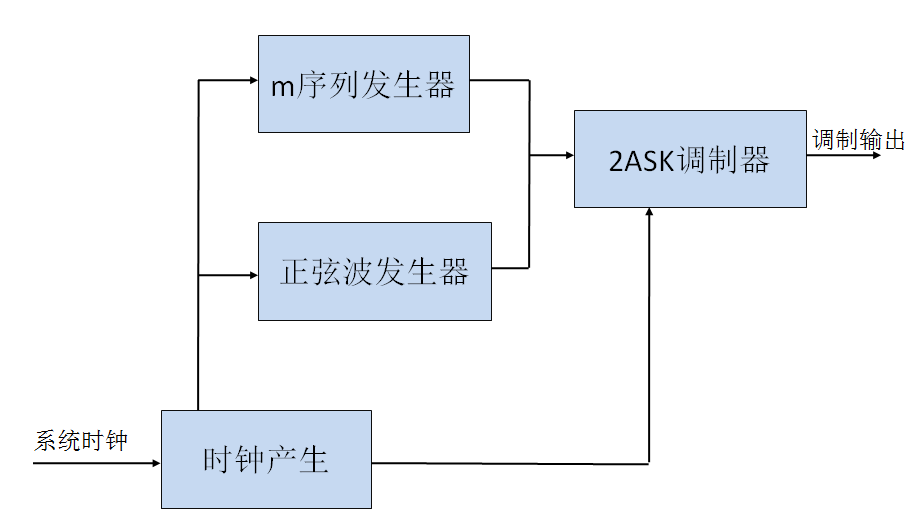 m序列发生器
2ASK调制器
调制输出
正弦波发生器
系统时钟
时钟产生